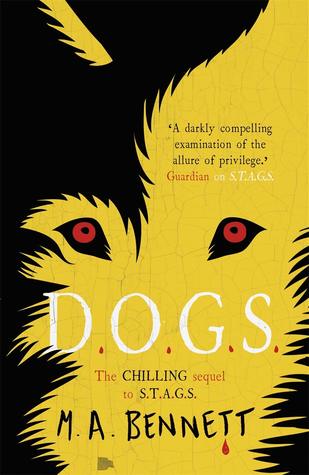 ‘A darkly compelling
examination of the
allure of privilege.’
Guardian on S.T.A.G.S.
D.O.G.S.
The CHILLING sequel
to S.T.A.G.S.
M. A. BENNETT